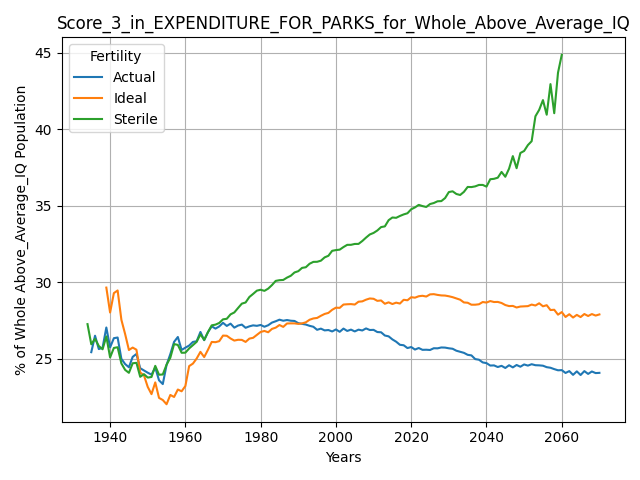 Score_3_in_EXPENDITURE_FOR_PARKS_for_Whole_Above_Average_IQ
Fertility
Actual
Ideal
Sterile
% of Whole Above_Average_IQ Population
45
40
35
30
25
1940 1960 1980 2000 2020 2040 2060
Years